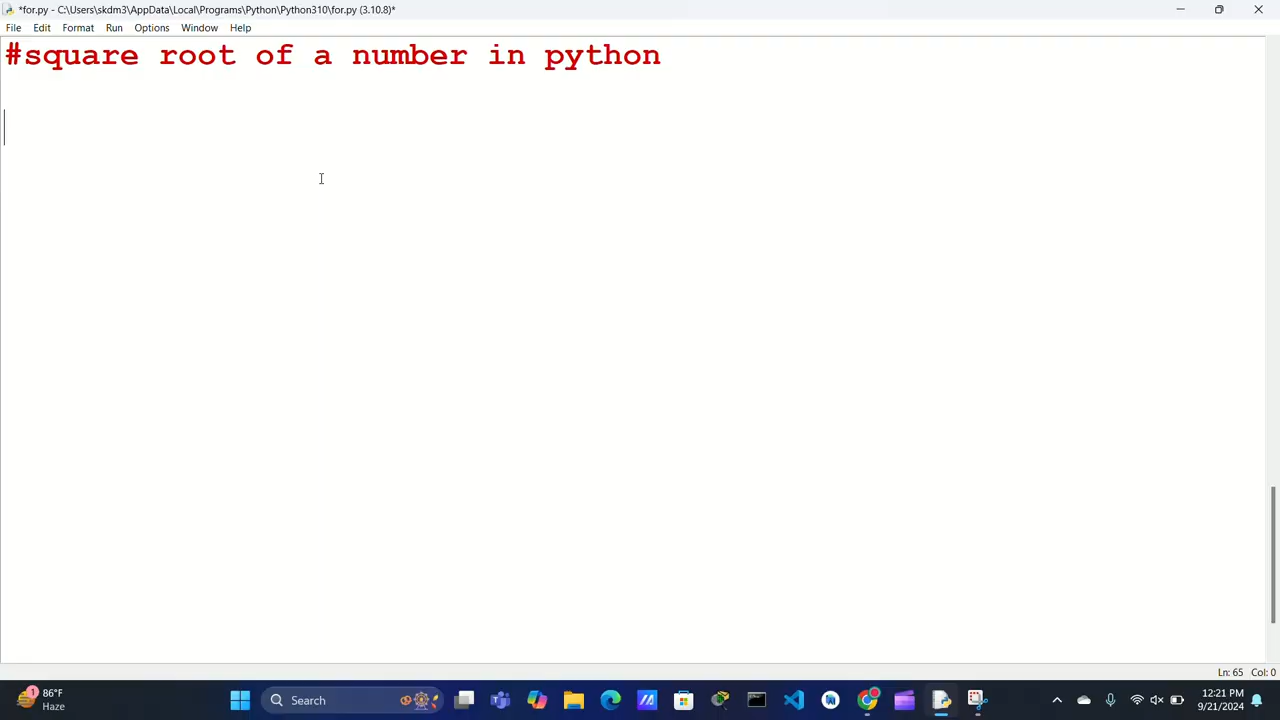 *for.py - C:\Users\skdm3\AppData\Local\Programs\Python\Python310\for.py (3.10.8)*
File Edit Format Run Options Window Help
#square root of a number in python
Ln: 65 Col: 0
1
86°F
Haze
Search
12:21 PM
9/21/2024